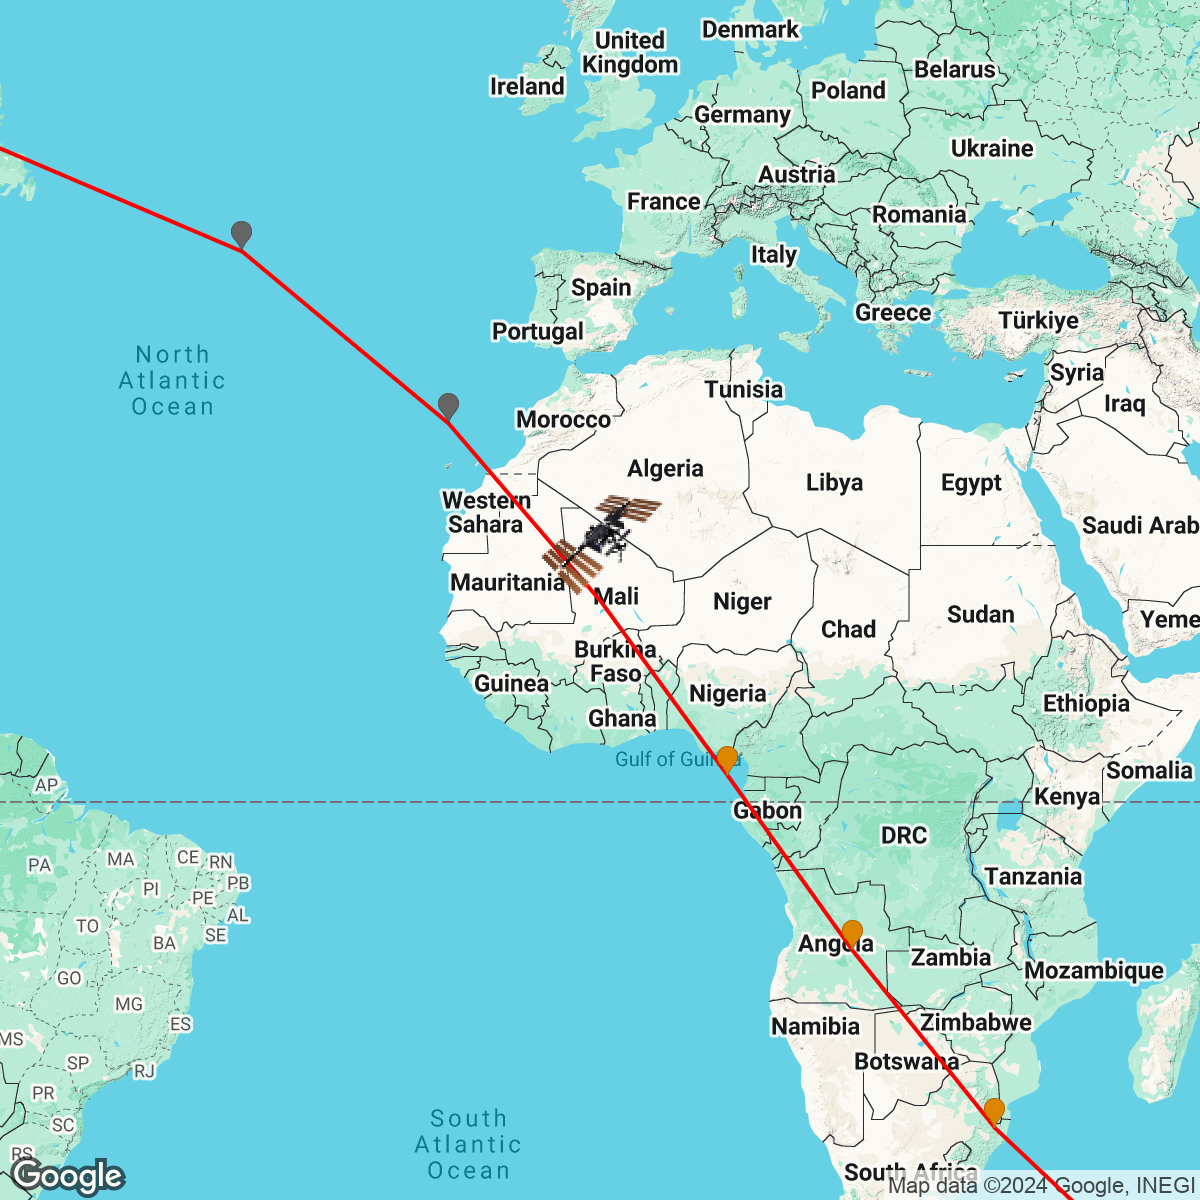 Denmark
United
Kingdom
Ireland
Belarus
Poland
Germany
Ukraine
Austria
France
Romania
Italy
Spain
Greece
Türkiye
Portugal
North
Atlantic
Ocean
Syria
Tunisia
Iraq
Morocco
Algeria
Libya
Egypt
Western
Sahara
Saudi Arab
Mauritania
Mali
Niger
Sudan
Yeme
Chad
Burkina
Faso
Guinea
Nigeria
Ethiopia
Ghana
Gulf of Guinea
Somalia
AP
Kenya
Gabon
DRC
MA
CE
RN
PA
Tanzania
PI
PB
PE
AL
TO
SE
BA
Angola
Zambia
Mozambique
GO
MG
ES
Namibia
Zimbabwe
MS
SP
RJ
Botswana
PR
SC
South
Atlantic
Ocean
RS
South Africa
Google
Map data ©2024 Google, INEGI